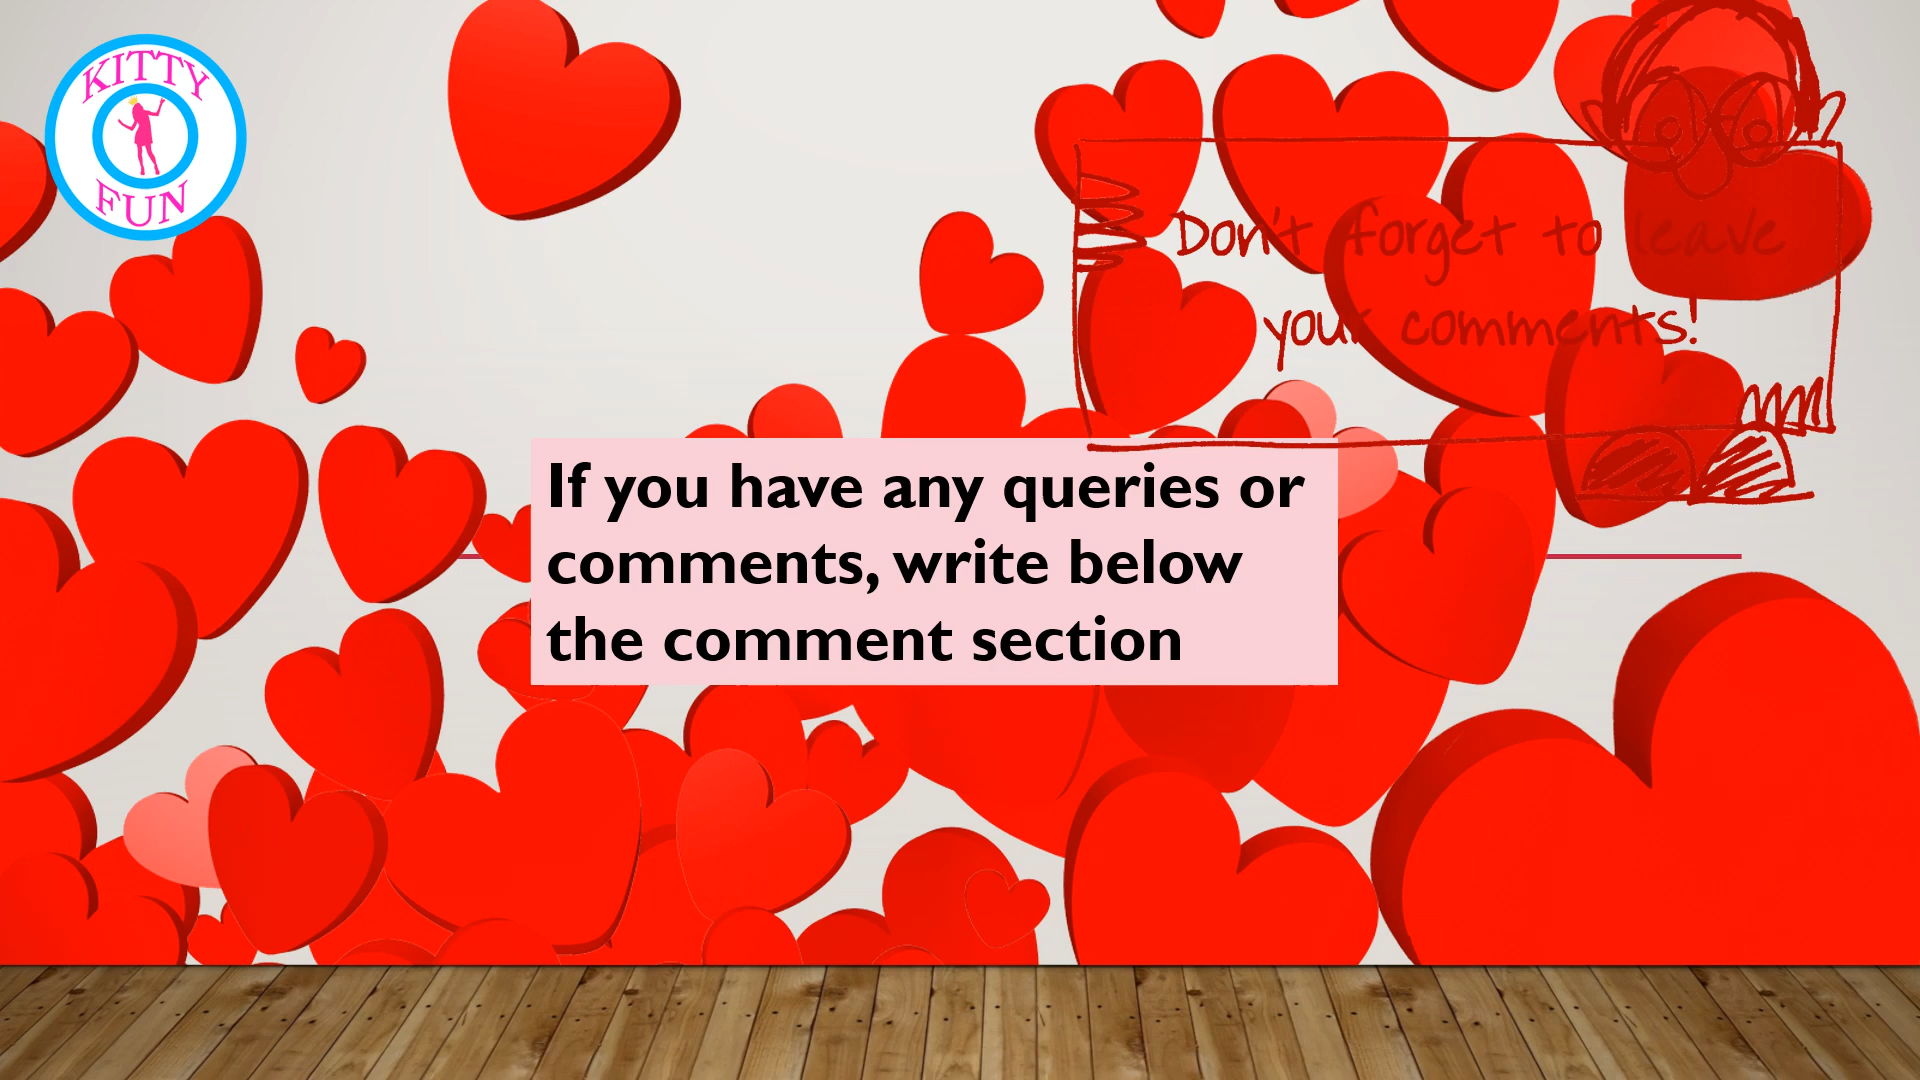 KITTY
FUN
Don't forget to leave
your comments!
If you have any queries or
comments, write below
the comment section